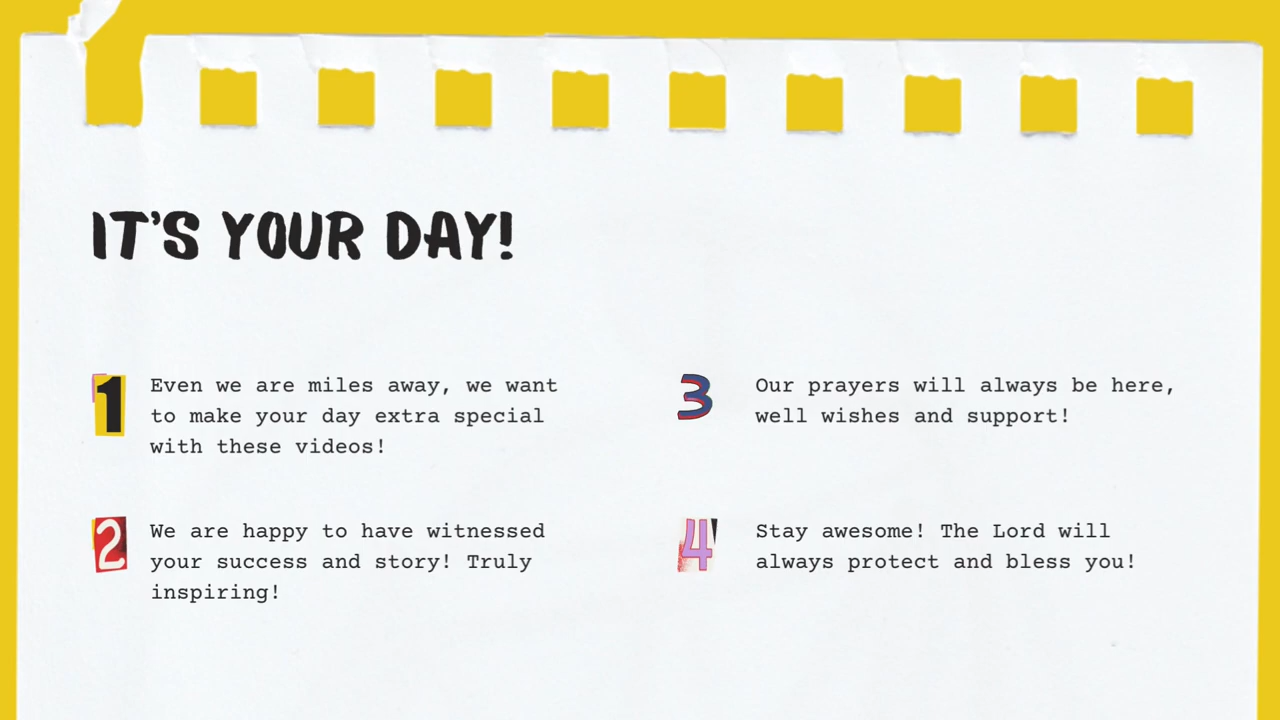 IT'S YOUR DAY!
1
Even we are miles away, we want
to make your day extra special
with these videos!
2
We are happy to have witnessed
your success and story! Truly
inspiring!
3
Our prayers will always be here,
well wishes and support!
4
Stay awesome! The Lord will
always protect and bless you!